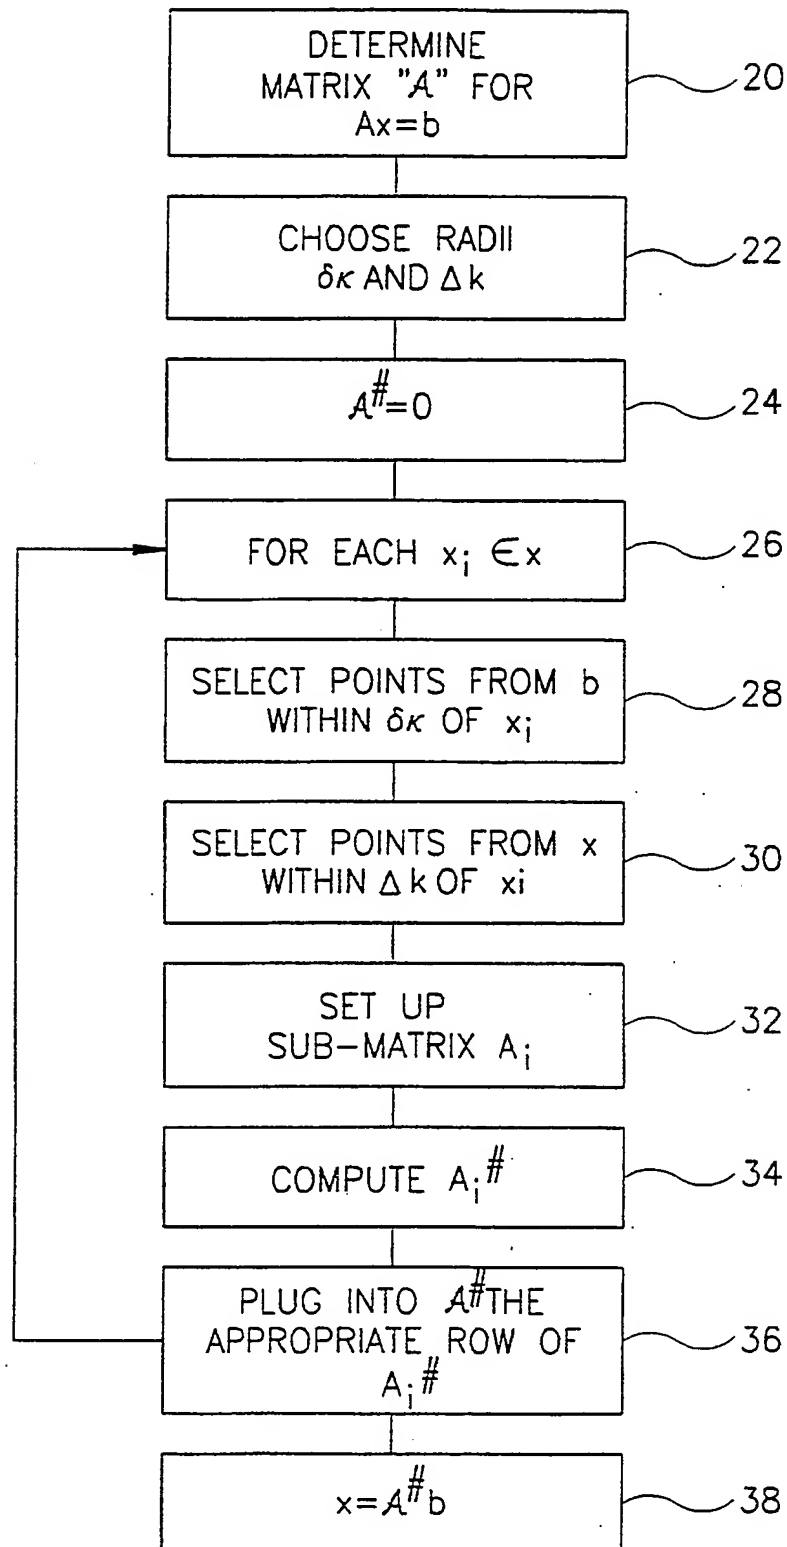 DETERMINE
MATRIX "A" FOR
Ax=b
20
CHOOSE RADII
δκ AND Δk
22
A#=0
24
FOR EACH xi ∈x
26
SELECT POINTS FROM b
WITHIN δκ OF xi
28
SELECT POINTS FROM x
WITHIN Δk OF xi
30
SET UP
SUB-MATRIX Ai
32
COMPUTE Ai#
34
PLUG INTO A# THE
APPROPRIATE ROW OF
Ai#
36
x=A#b
38